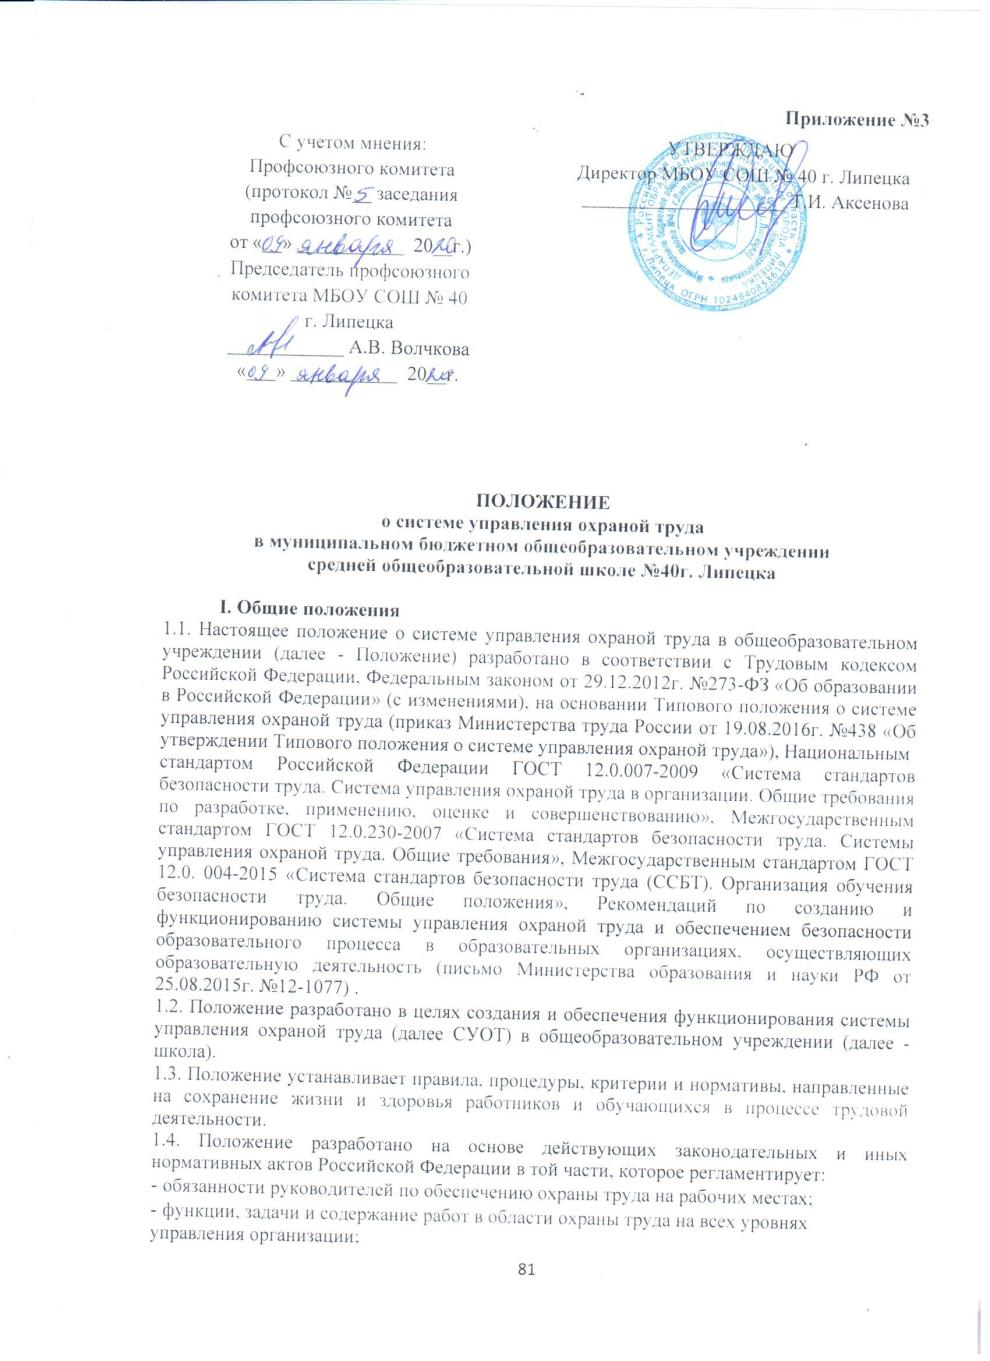 Приложение №3
С учетом мнения:
Профсоюзного комитета
(протокол № 5 заседания
профсоюзного комитета
от «09» января 2020г.)
Председатель профсоюзного
комитета МБОУ СОШ № 40
г. Липецка
А.В. Волчкова
«09» января 2020г.
УТВЕРЖДАЮ
Директор МБОУ СОШ № 40 г. Липецка
Г.И. Аксенова
г. Липецк ОГРН 1024840853619
ПОЛОЖЕНИЕ
о системе управления охраной труда
в муниципальном бюджетном общеобразовательном учреждении
средней общеобразовательной школе №40г. Липецка
I. Общие положения
1.1. Настоящее положение о системе управления охраной труда в общеобразовательном
учреждении (далее - Положение) разработано в соответствии с Трудовым кодексом
Российской Федерации, Федеральным законом от 29.12.2012г. №273-ФЗ «Об образовании
в Российской Федерации» (с изменениями), на основании Типового положения о системе
управления охраной труда (приказ Министерства труда России от 19.08.2016г. №438 «Об
утверждении Типового положения о системе управления охраной труда»), Национальным
стандартом Российской Федерации ГОСТ 12.0.007-2009 «Система стандартов
безопасности труда. Система управления охраной труда в организации. Общие требования
по разработке, применению, оценке и совершенствованию», Межгосударственным
стандартом ГОСТ 12.0.230-2007 «Система стандартов безопасности труда. Системы
управления охраной труда. Общие требования», Межгосударственным стандартом ГОСТ
12.0. 004-2015 «Система стандартов безопасности труда (ССБТ). Организация обучения
безопасности труда. Общие положения», Рекомендаций по созданию и
функционированию системы управления охраной труда и обеспечением безопасности
образовательного процесса в образовательных организациях, осуществляющих
образовательную деятельность (письмо Министерства образования и науки РФ от
25.08.2015г. №12-1077) .
1.2. Положение разработано в целях создания и обеспечения функционирования системы
управления охраной труда (далее СУОТ) в общеобразовательном учреждении (далее -
школа).
1.3. Положение устанавливает правила, процедуры, критерии и нормативы, направленные
на сохранение жизни и здоровья работников и обучающихся в процессе трудовой
деятельности.
1.4. Положение разработано на основе действующих законодательных и иных
нормативных актов Российской Федерации в той части, которое регламентирует:
- обязанности руководителей по обеспечению охраны труда на рабочих местах;
- функции, задачи и содержание работ в области охраны труда на всех уровнях
управления организации;
81